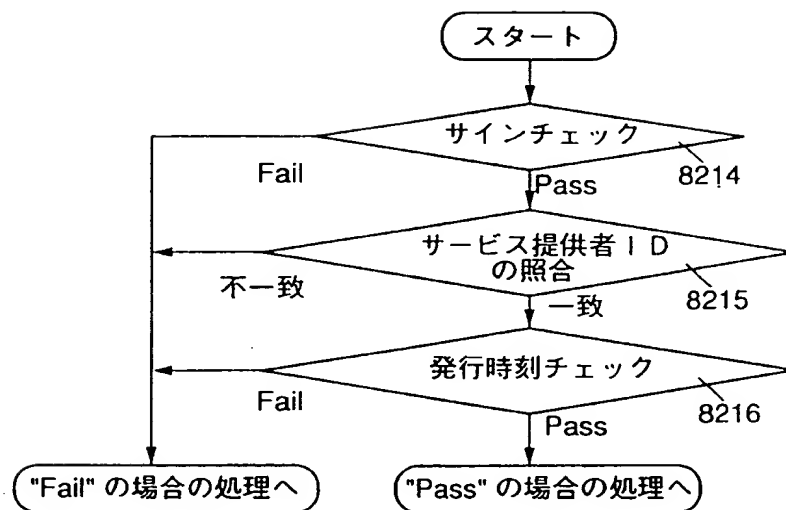 スタート
サインチェック
8214
Fail
Pass
サービス提供者ID
の照合
8215
不一致
一致
発行時刻チェック
8216
Fail
Pass
"Fail" の場合の処理へ
"Pass" の場合の処理へ